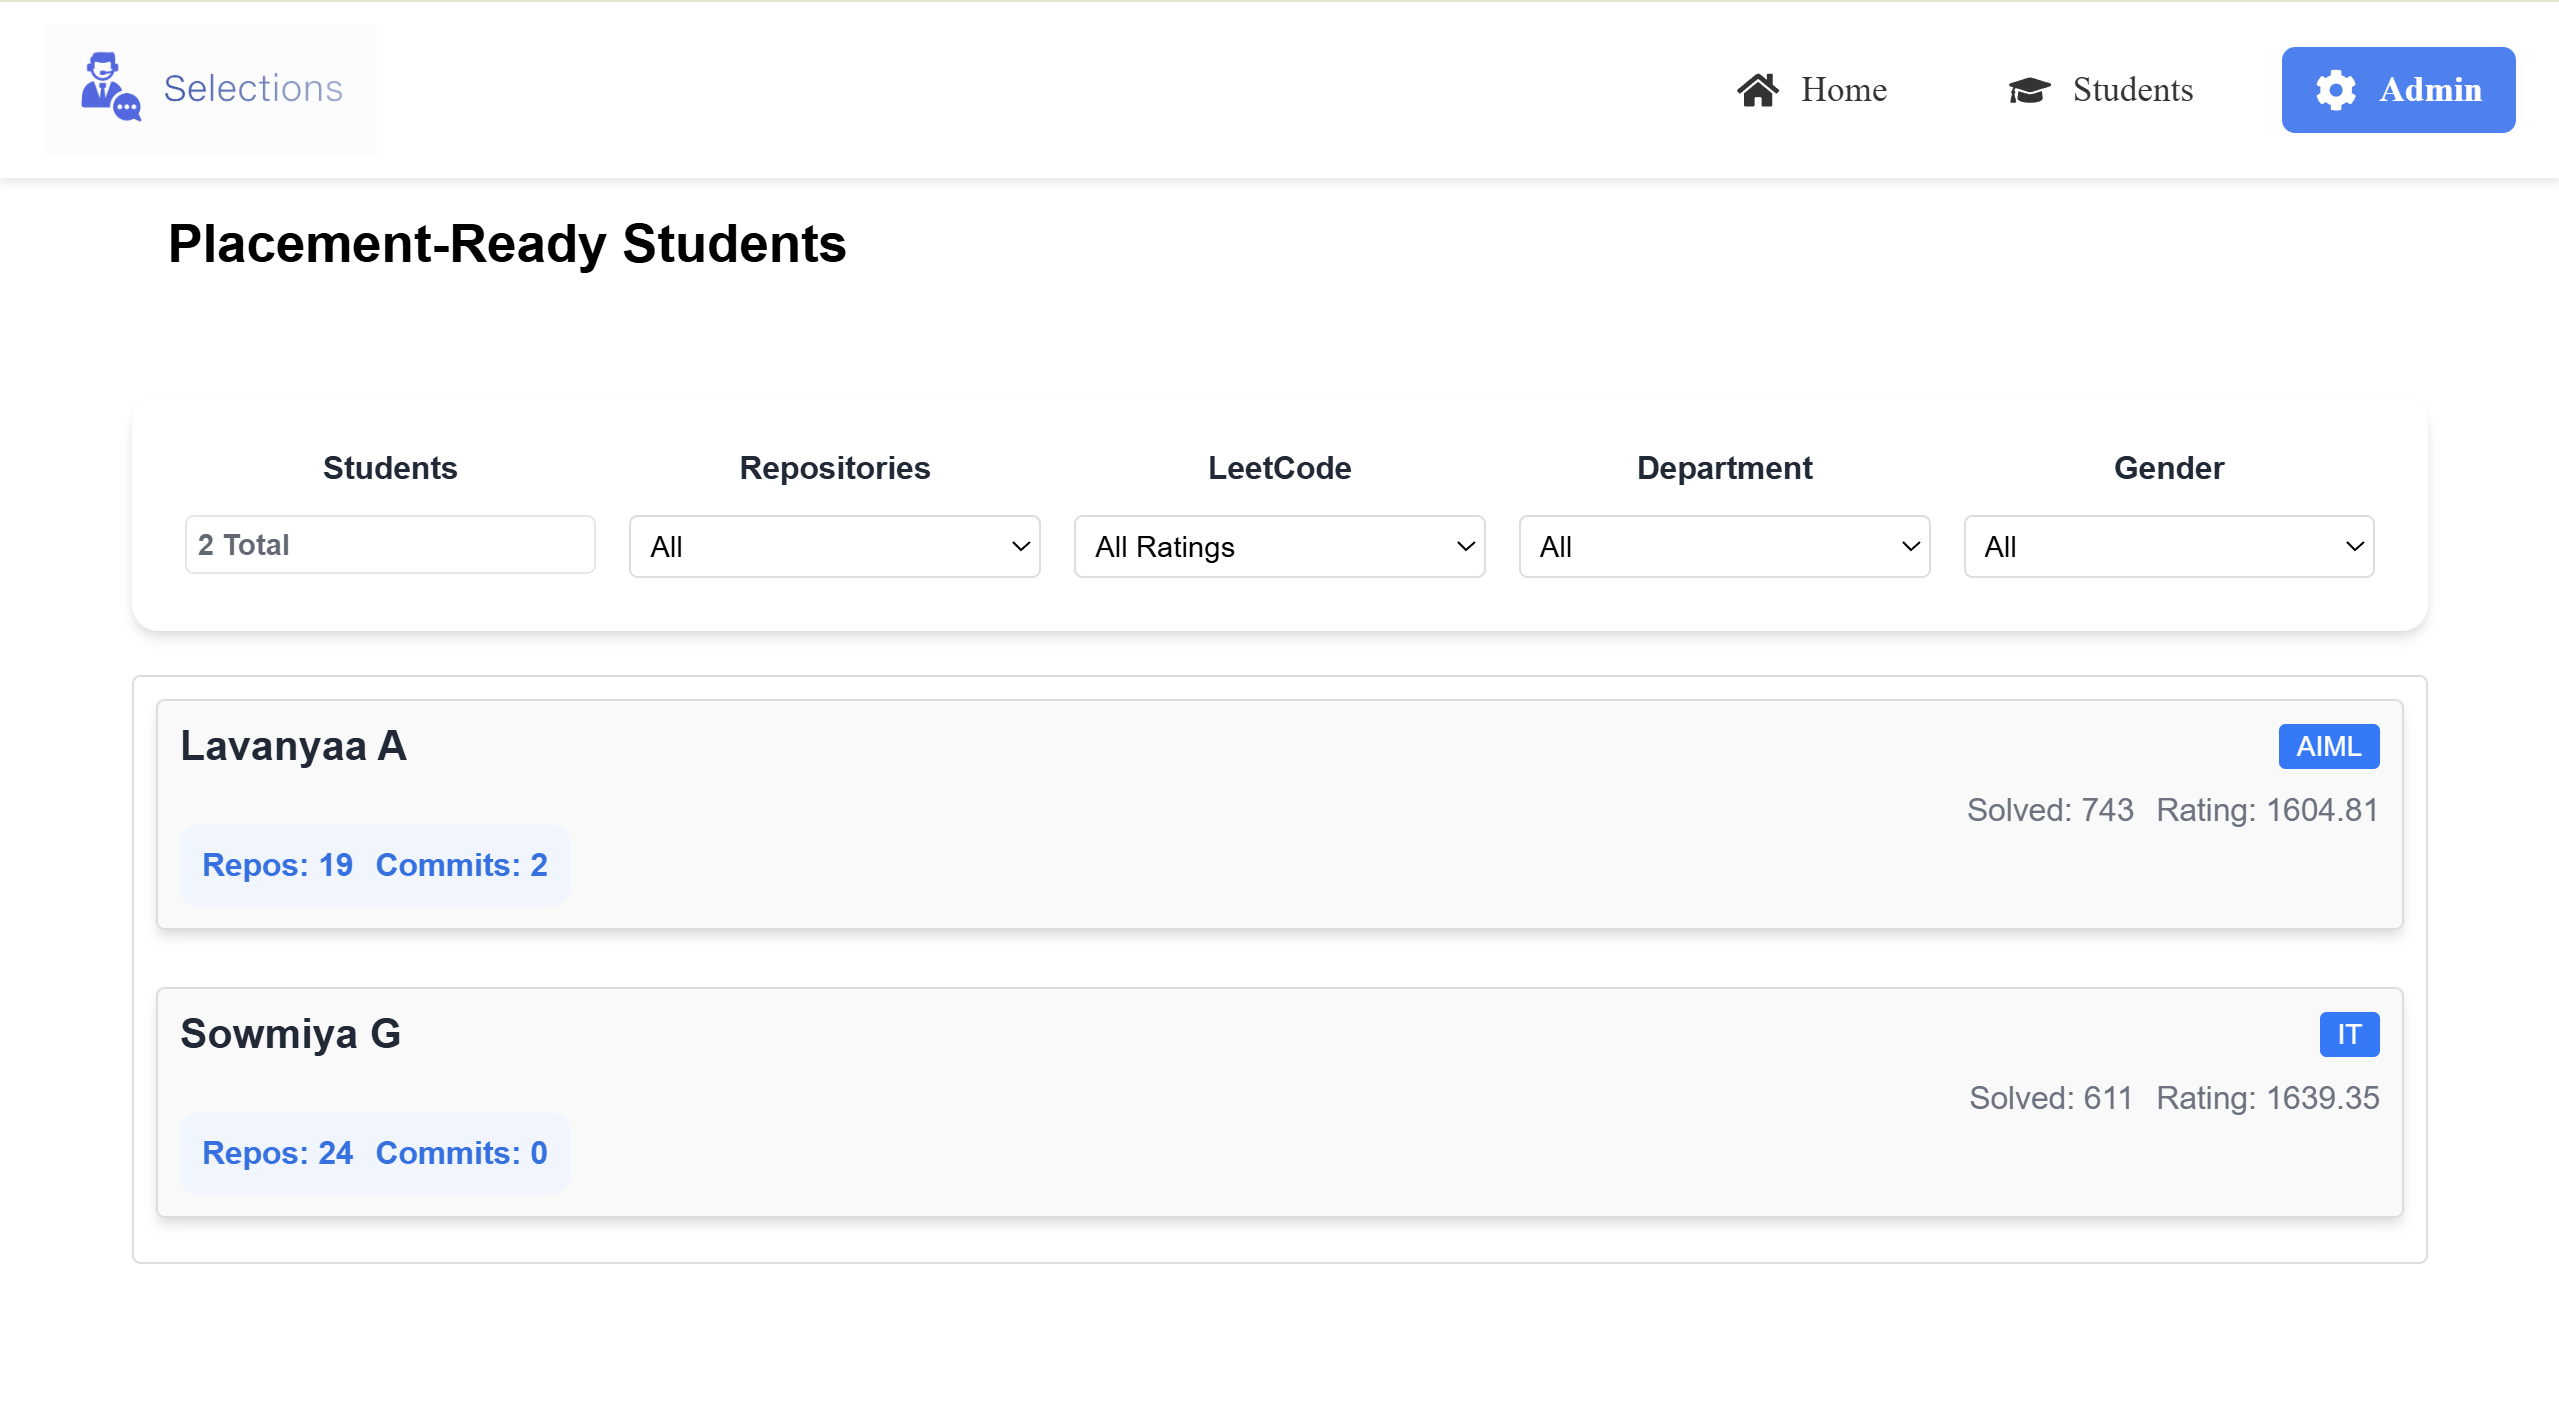 Selections
Home Students Admin
Placement-Ready Students
Students Repositories LeetCode Department Gender
2 Total All All Ratings All All
Lavanyaa A AIML
Solved: 743 Rating: 1604.81
Repos: 19 Commits: 2
Sowmiya G IT
Solved: 611 Rating: 1639.35
Repos: 24 Commits: 0